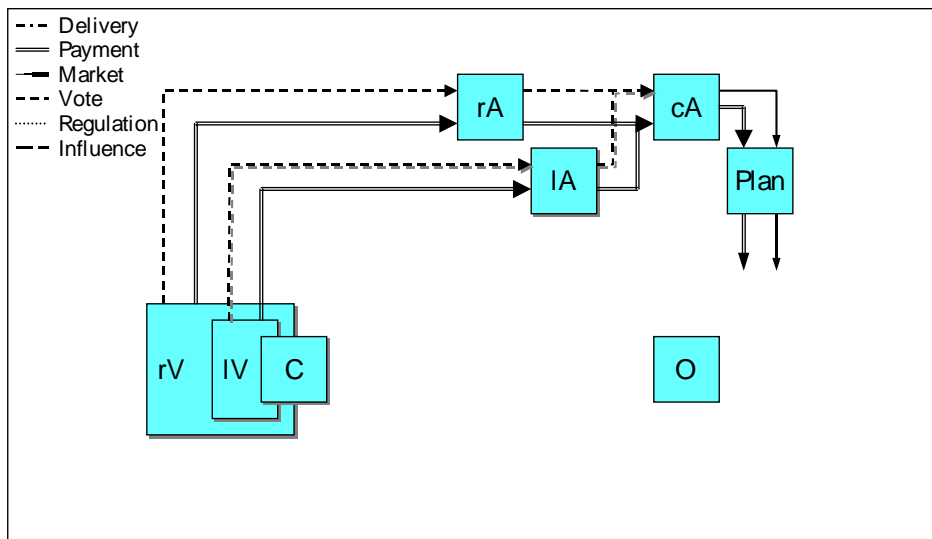 Delivery
Payment
Market
Vote
Regulation
Influence
rA
cA
lA
Plan
rV
lV
C
O